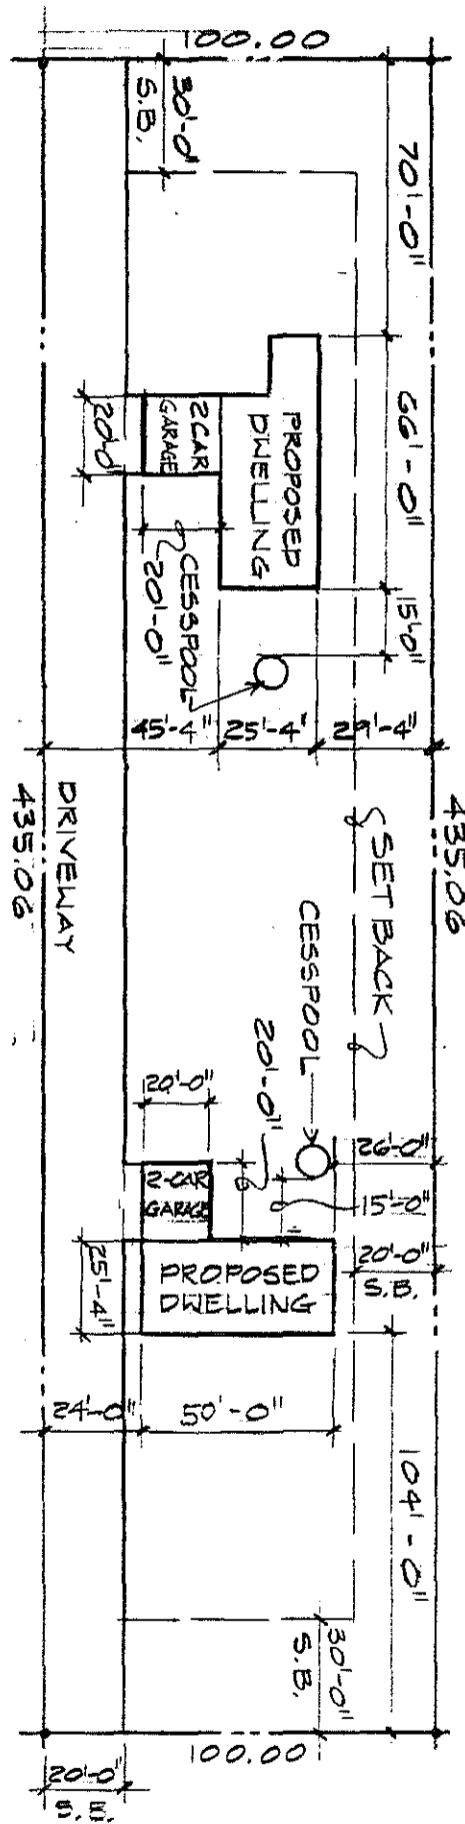 100.00
30'-0"
S.B.
70'-0"
66'-0"
20'-0"
2 CAR
GARAGE
PROPOSED
DWELLING
CESSPOOL
20'-0"
15'-0"
45'-4"
25'-4'
29'-4"
DRIVEWAY
435.06
435.06
SET BACK
CESSPOOL
20'-0"
20'-0"
26'-0"
2-CAR
GARAGE
15'-0"
25'-4"
PROPOSED
DWELLING
20'-0"
S.B.
24'-0"
50'-0"
104'-0"
30'-0"
S.B.
100.00
20'-0"